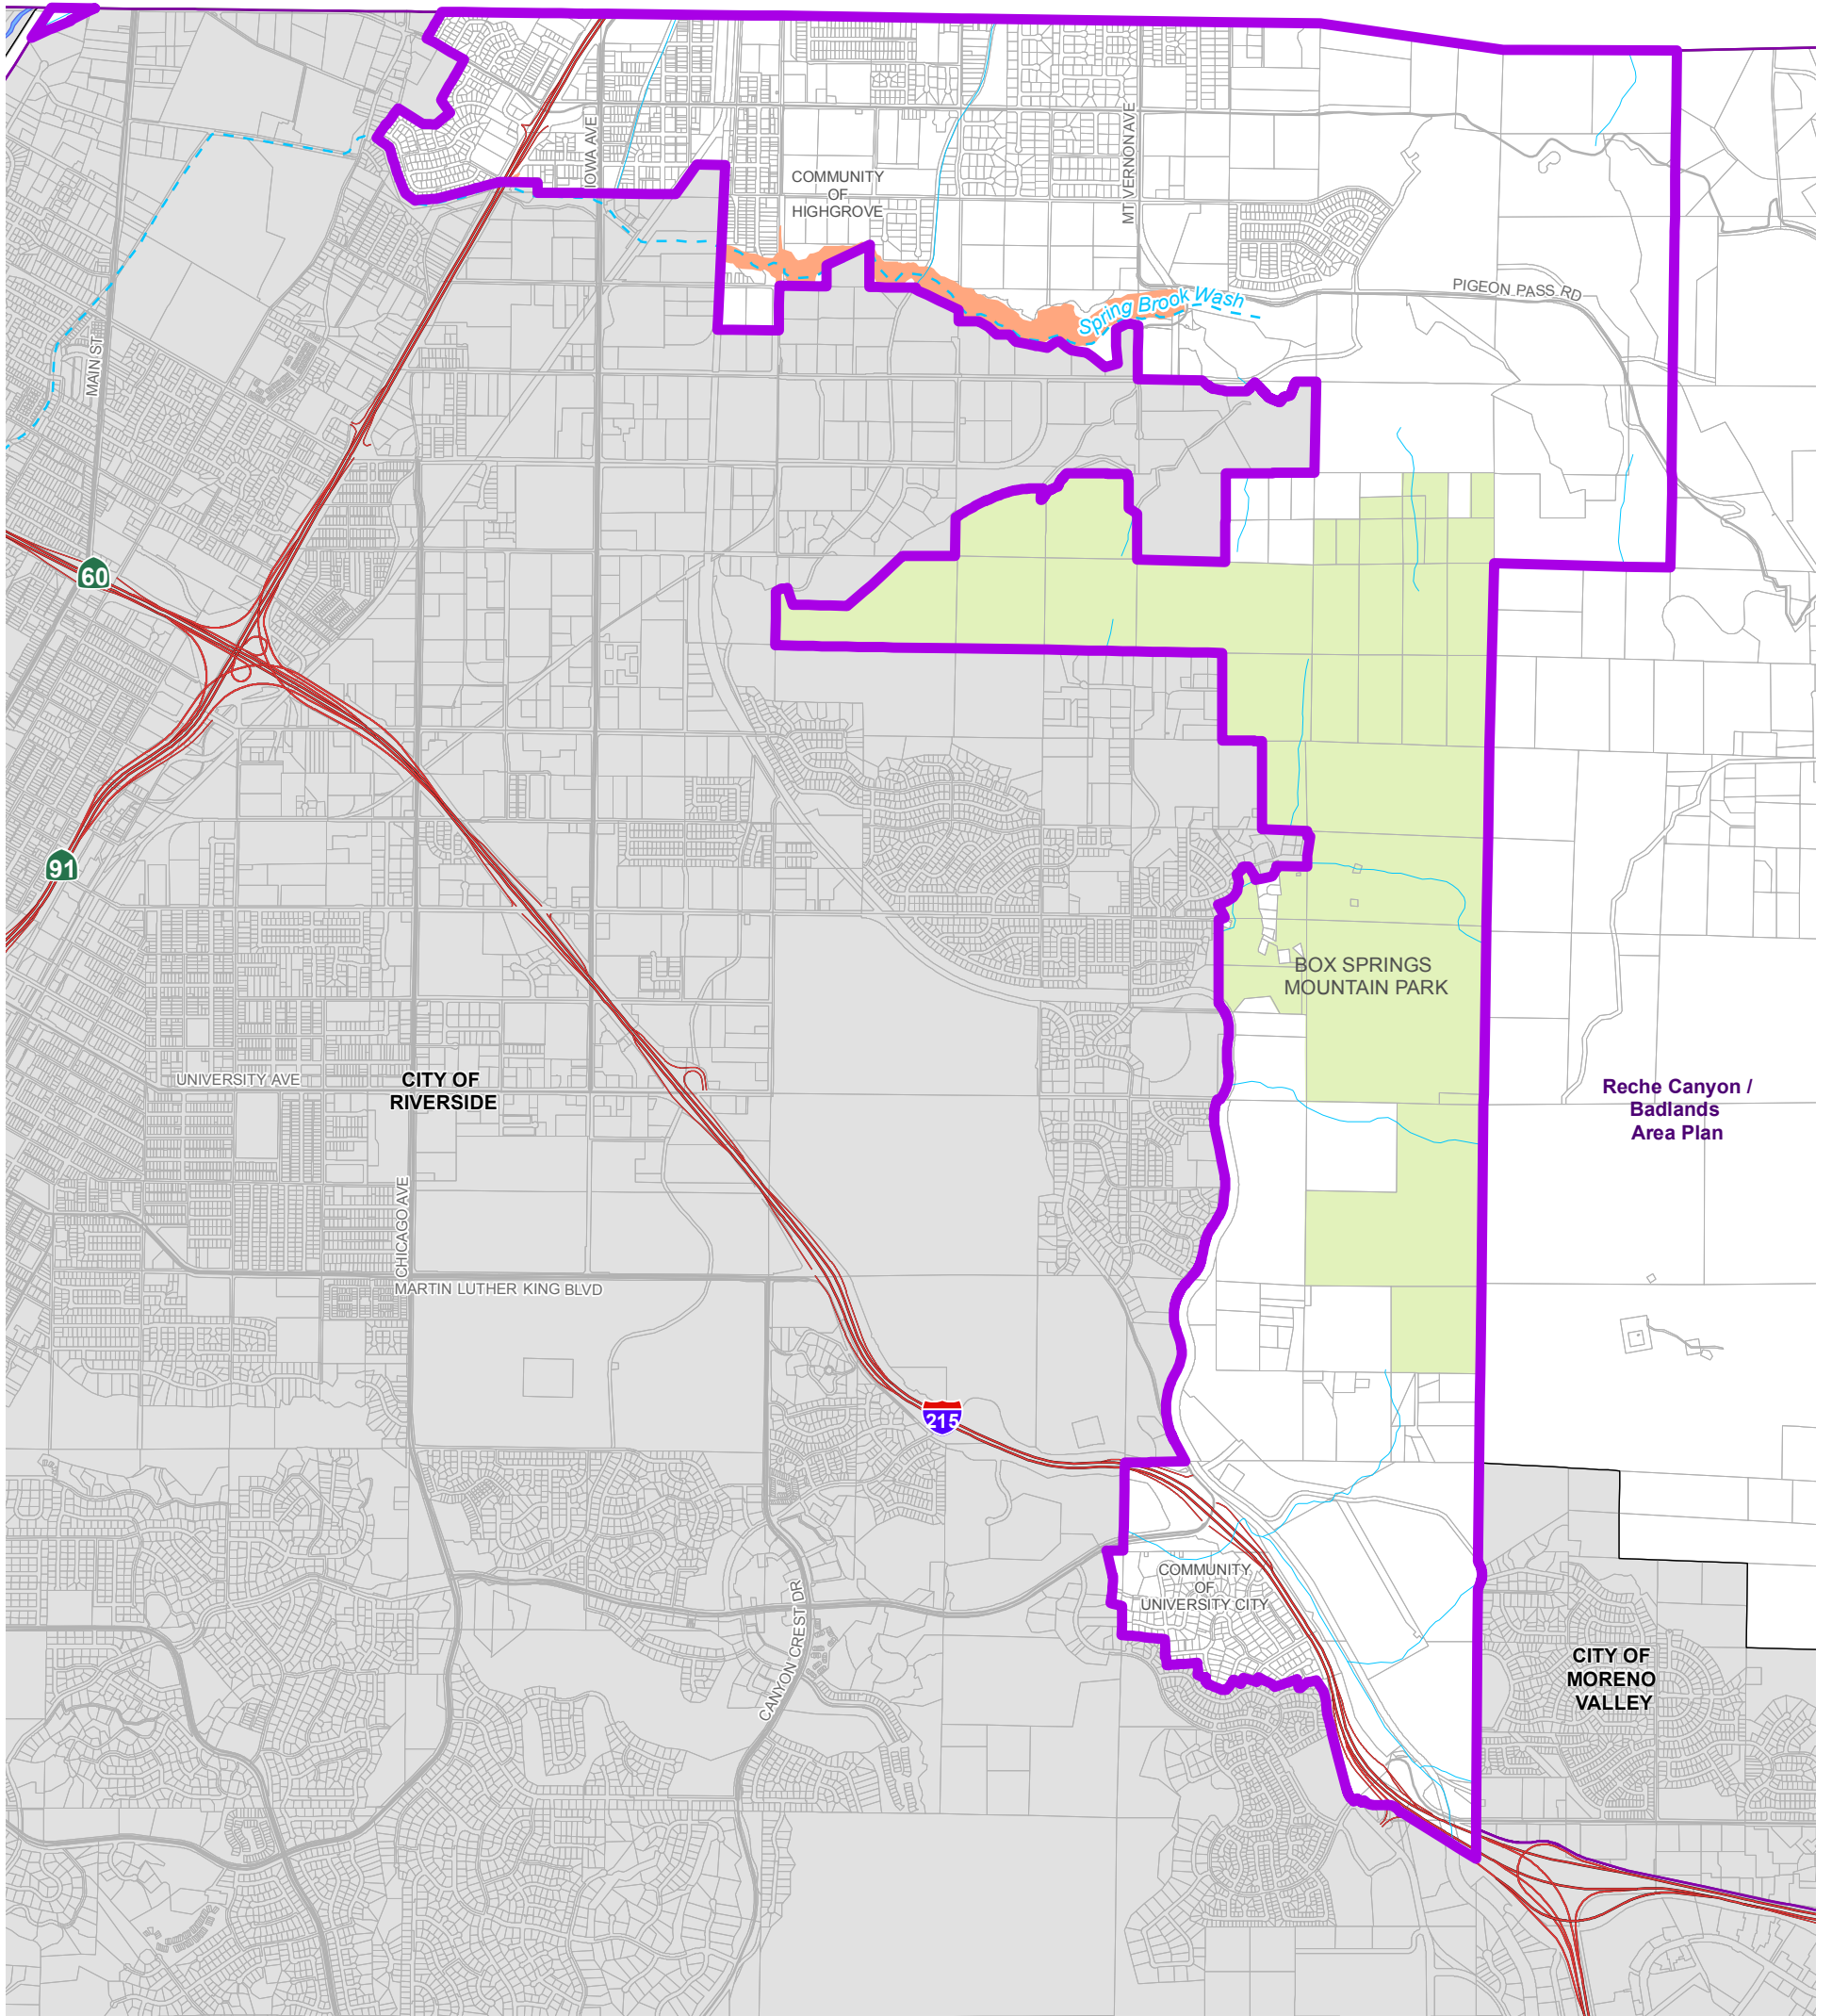 IOWA AVE
COMMUNITY
OF
HIGHGROVE
MT VERNON AVE
PIGEON PASS RD
Spring Brook Wash
MAIN ST
60
91
BOX SPRINGS
MOUNTAIN PARK
UNIVERSITY AVE
CITY OF
RIVERSIDE
Reche Canyon /
Badlands
Area Plan
CHICAGO AVE
MARTIN LUTHER KING BLVD
215
COMMUNITY
OF
UNIVERSITY CITY
CANYON CREST DR
CITY OF
MORENO
VALLEY